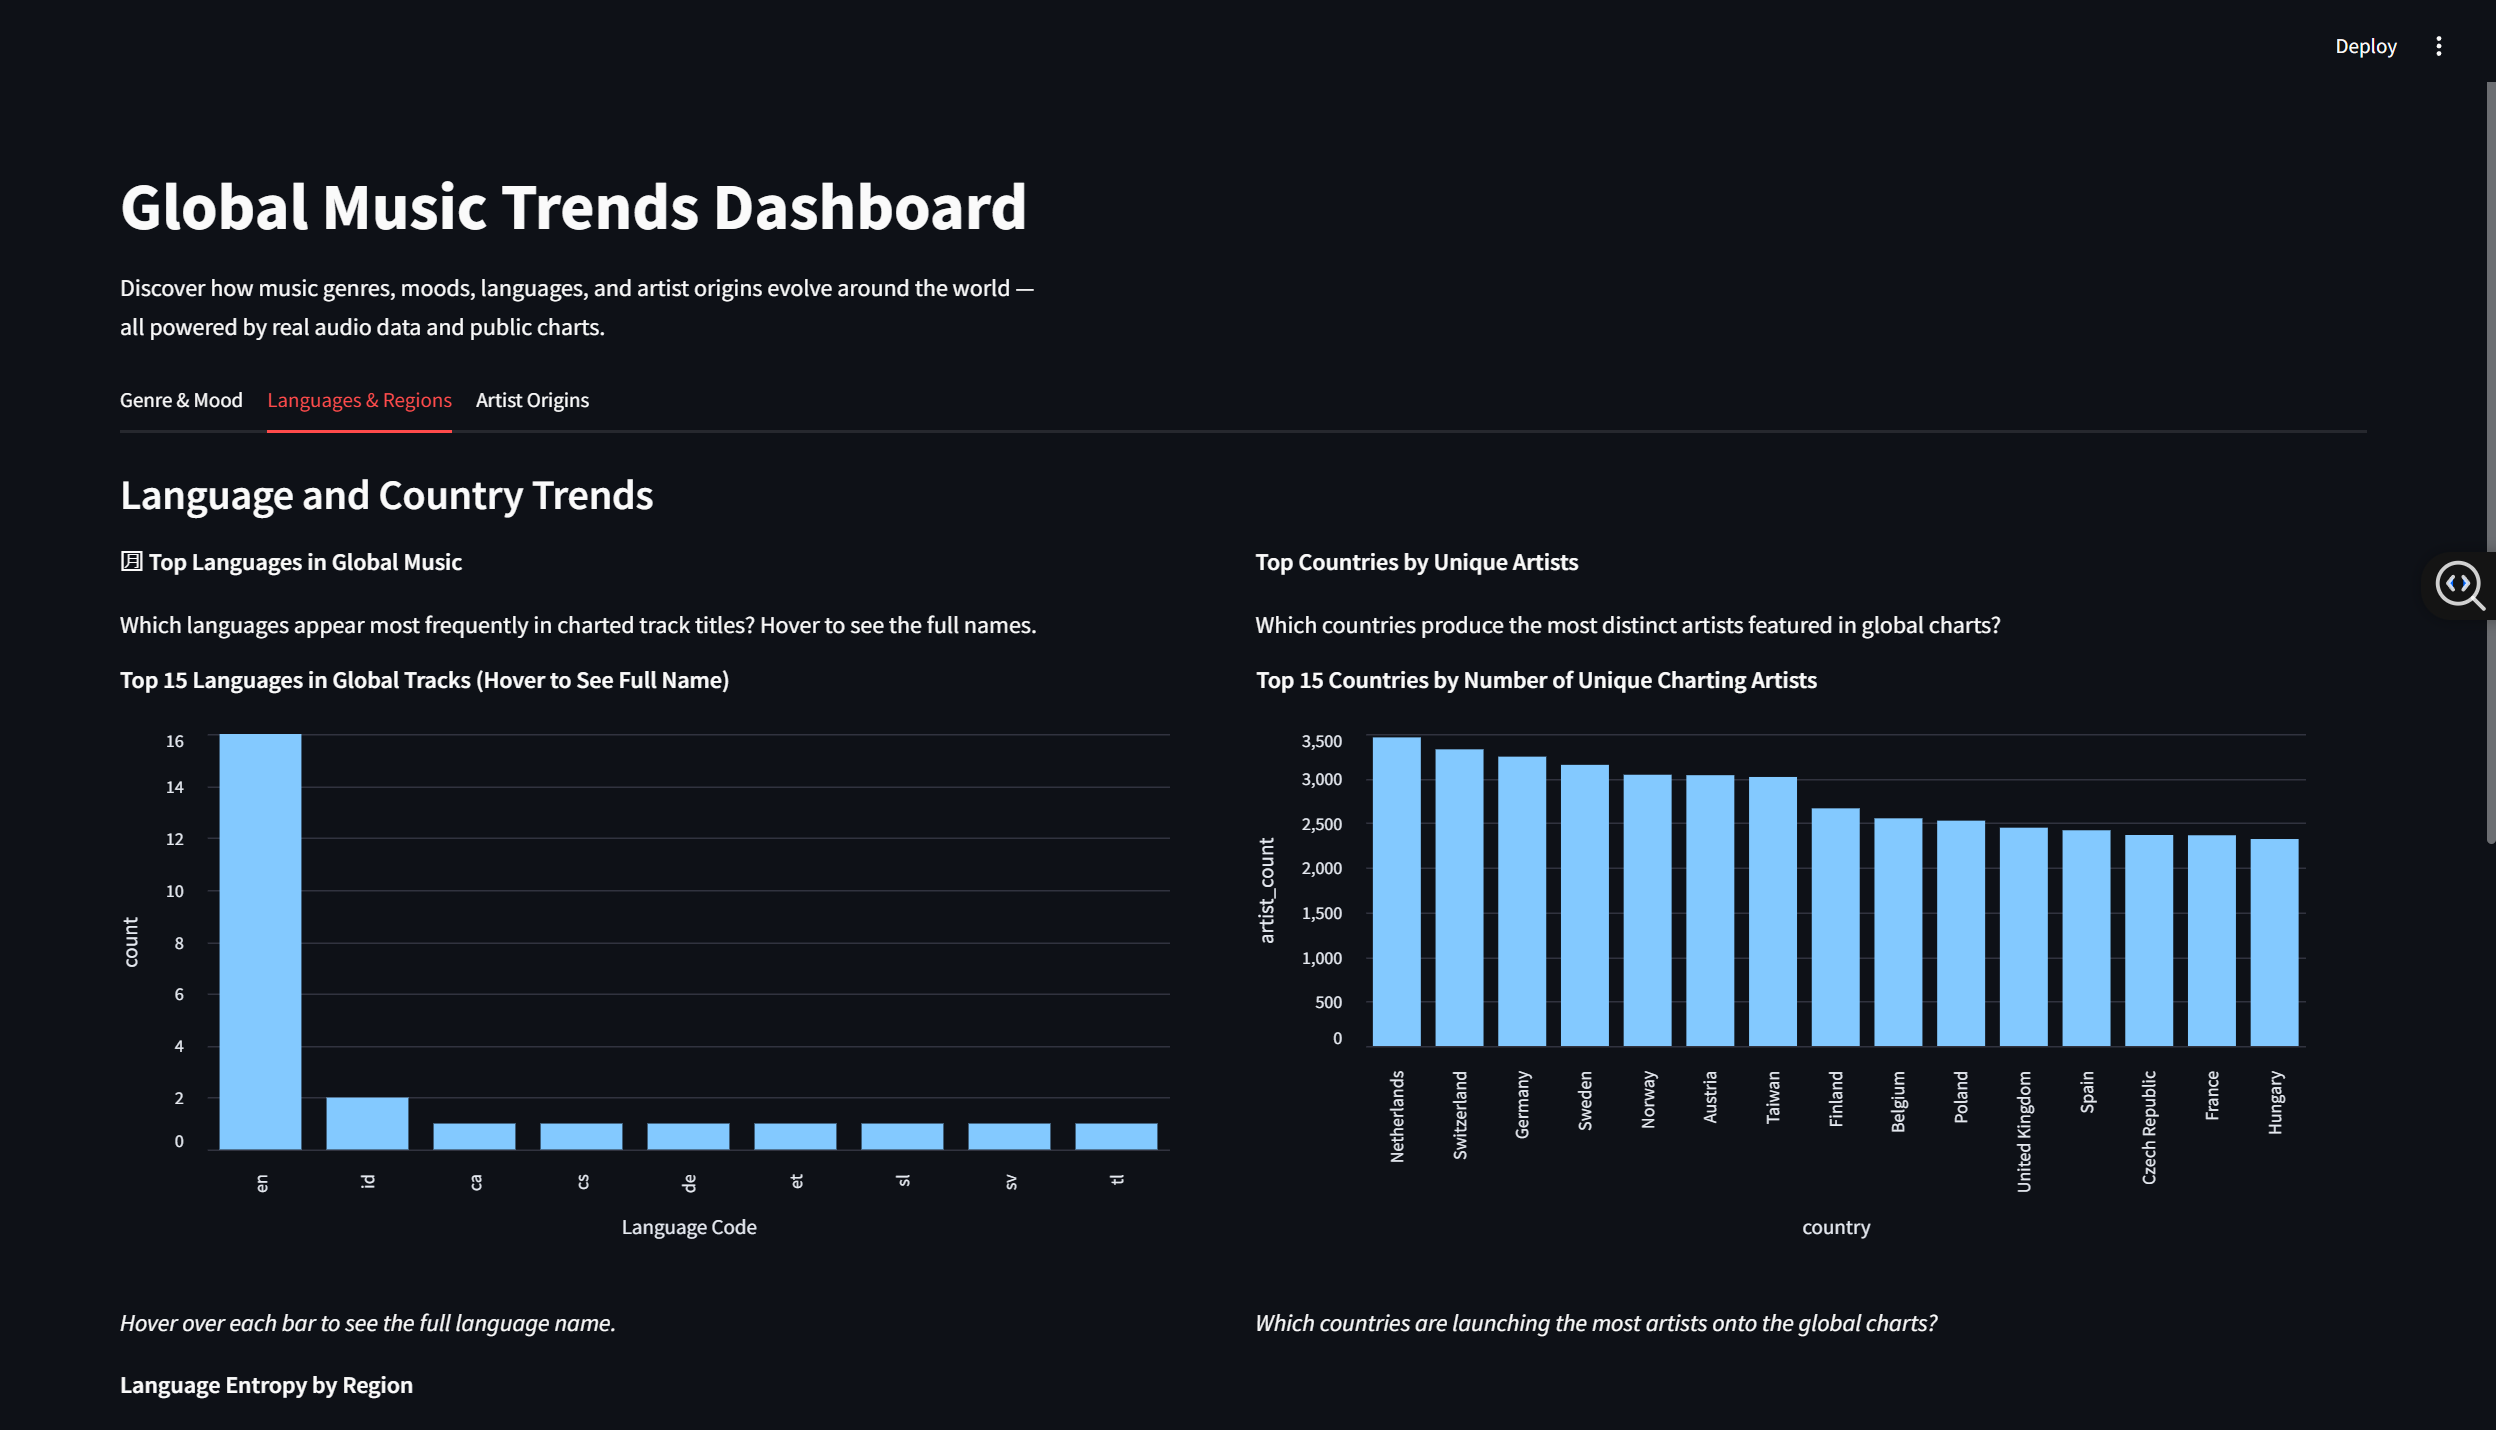 Deploy
Global Music Trends Dashboard
Discover how music genres, moods, languages, and artist origins evolve around the world —
all powered by real audio data and public charts.
Genre & Mood
Languages & Regions
Artist Origins
Language and Country Trends
Top Languages in Global Music
Which languages appear most frequently in charted track titles? Hover to see the full names.
Top 15 Languages in Global Tracks (Hover to See Full Name)
16
14
12
10
8
6
4
2
0
count
en
id
ca
cs
de
et
sl
sv
tl
Language Code
Hover over each bar to see the full language name.
Language Entropy by Region
Top Countries by Unique Artists
Which countries produce the most distinct artists featured in global charts?
Top 15 Countries by Number of Unique Charting Artists
3,500
3,000
2,500
2,000
1,500
1,000
500
0
artist_count
Netherlands
Switzerland
Germany
Sweden
Norway
Austria
Taiwan
Finland
Belgium
Poland
United Kingdom
Spain
Czech Republic
France
Hungary
country
Which countries are launching the most artists onto the global charts?